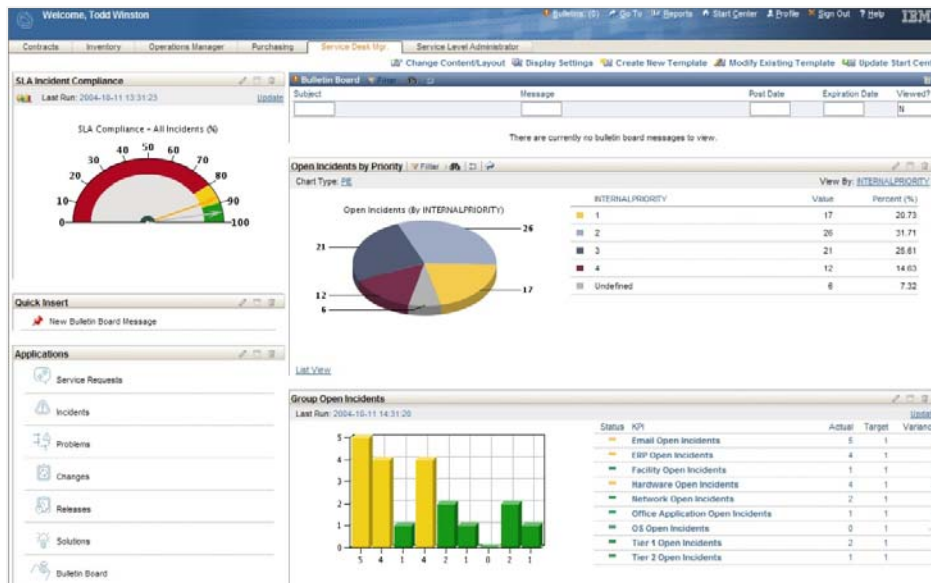 Welcome, Todd Winston
Bulletins: (0) Go To Reports Start Center Profile Sign Out ? Help IBM
Contracts Inventory Operations Manager Purchasing Service Desk Mgr. Service Level Administrator
Change Content/Layout Display Settings Create New Template Modify Existing Template Update Start Cent
SLA Incident Compliance
Last Run: 2004-10-11 13:31:23 Update
SLA Compliance - All Incidents (%)
0 10 20 30 40 50 60 70 80 90 100
Quick Insert
New Bulletin Board Message
Applications
Service Requests
Incidents
Problems
Changes
Releases
Solutions
Bulletin Board
Bulletin Board Filter
Subject Message Post Date Expiration Date Viewed?
N
There are currently no bulletin board messages to view.
Open Incidents by Priority Filter
Chart Type: PIE View By: INTERNALPRIORITY
Open Incidents (By INTERNALPRIORITY)
26
21
17
12
6
INTERNALPRIORITY Value Percent (%)
1 17 20.73
2 26 31.71
3 21 25.61
4 12 14.63
Undefined 6 7.32
List View
Group Open Incidents
Last Run: 2004-10-11 14:31:20 Updat
5
4
3
2
1
0
5 4 1 4 2 1 0 2 1
Status KPI Actual Target Varianc
Email Open Incidents 5 1
ERP Open Incidents 4 1
Facility Open Incidents 1 1
Hardware Open Incidents 4 1
Network Open Incidents 2 1
Office Application Open Incidents 1 1
OS Open Incidents 0 1
Tier 1 Open Incidents 2 1
Tier 2 Open Incidents 1 1